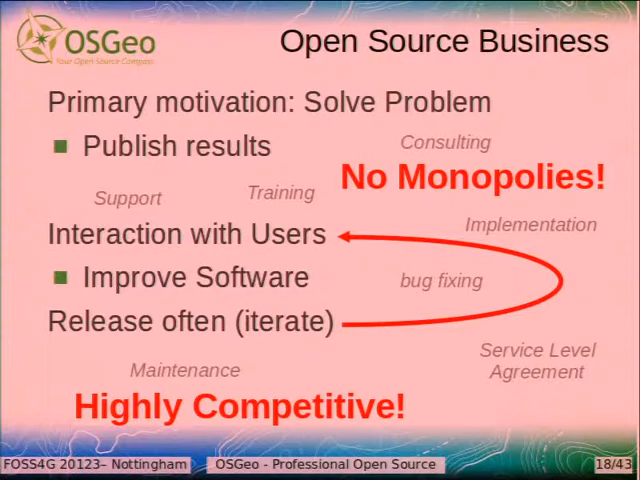 OSGeo
Your Open Source Compass
Open Source Business
Primary motivation: Solve Problem
Publish results
Consulting
No Monopolies!
Support
Training
Implementation
Interaction with Users
Improve Software
bug fixing
Release often (iterate)
Service Level
Agreement
Maintenance
Highly Competitive!
FOSS4G 20123– Nottingham
OSGeo - Professional Open Source
18/43